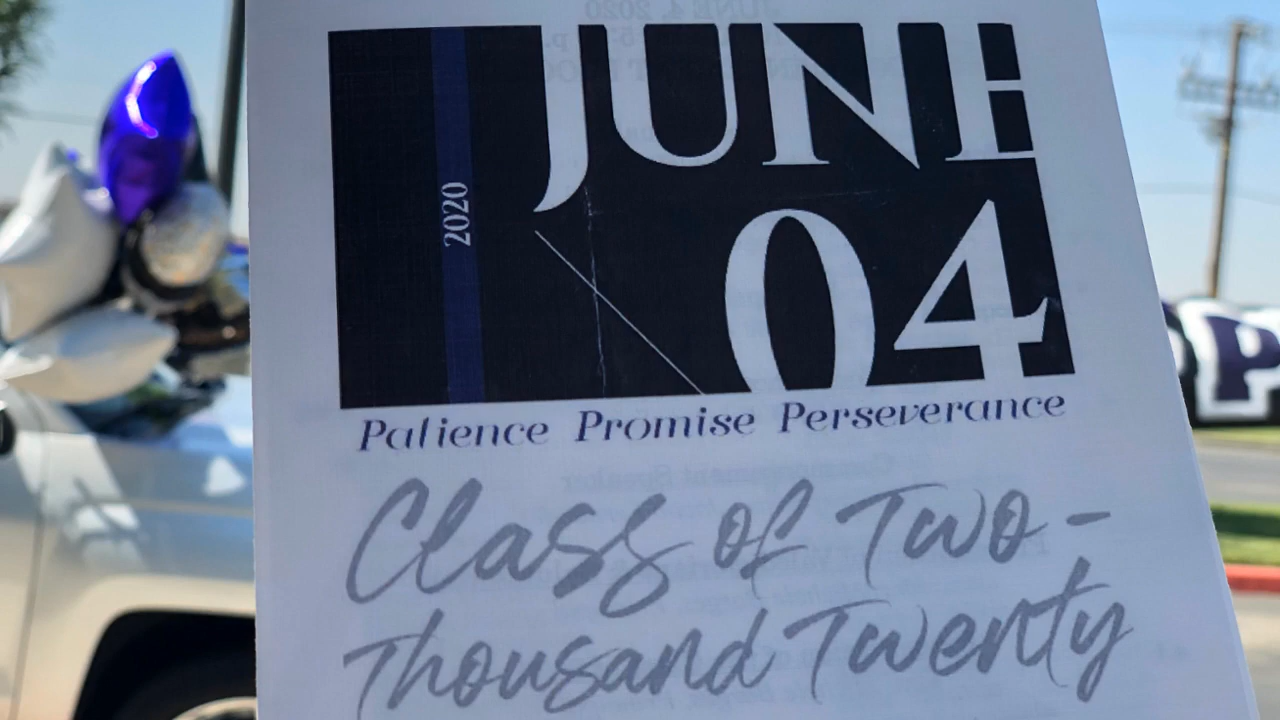 JUNE
2020
04
Patience Promise Perseverance
Class of Two-
Thousand Twenty
P